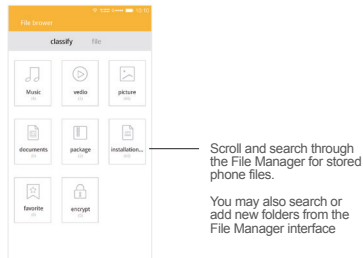 File brower
classify file
Music vedio picture
documents package installation...
favorite encrypt
Scroll and search through
the File Manager for stored
phone files.
You may also search or
add new folders from the
File Manager interface